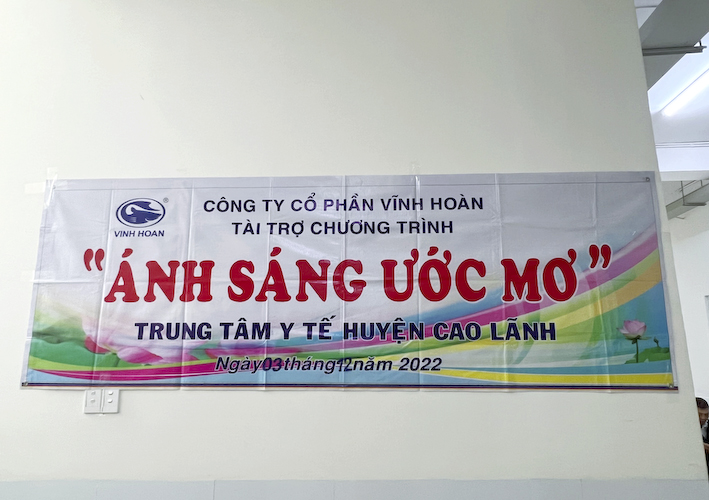 VINH HOAN
CÔNG TY CỔ PHẦN VĨNH HOÀN
TÀI TRỢ CHƯƠNG TRÌNH
"ÁNH SÁNG ƯỚC MƠ"
TRUNG TÂM Y TẾ HUYỆN CAO LÃNH
Ngày03tháng12năm 2022